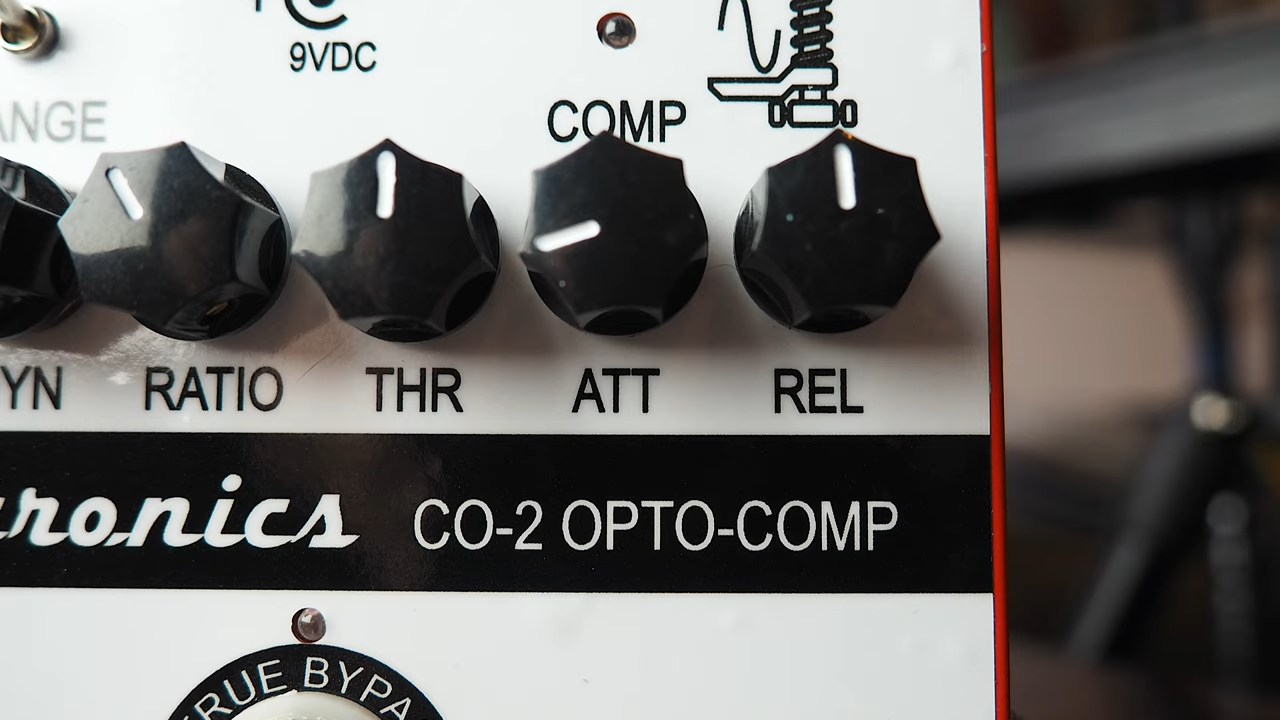 9VDC
ANGE
COMP
YN RATIO THR ATT REL
ronics CO-2 OPTO-COMP
TRUE BYPA